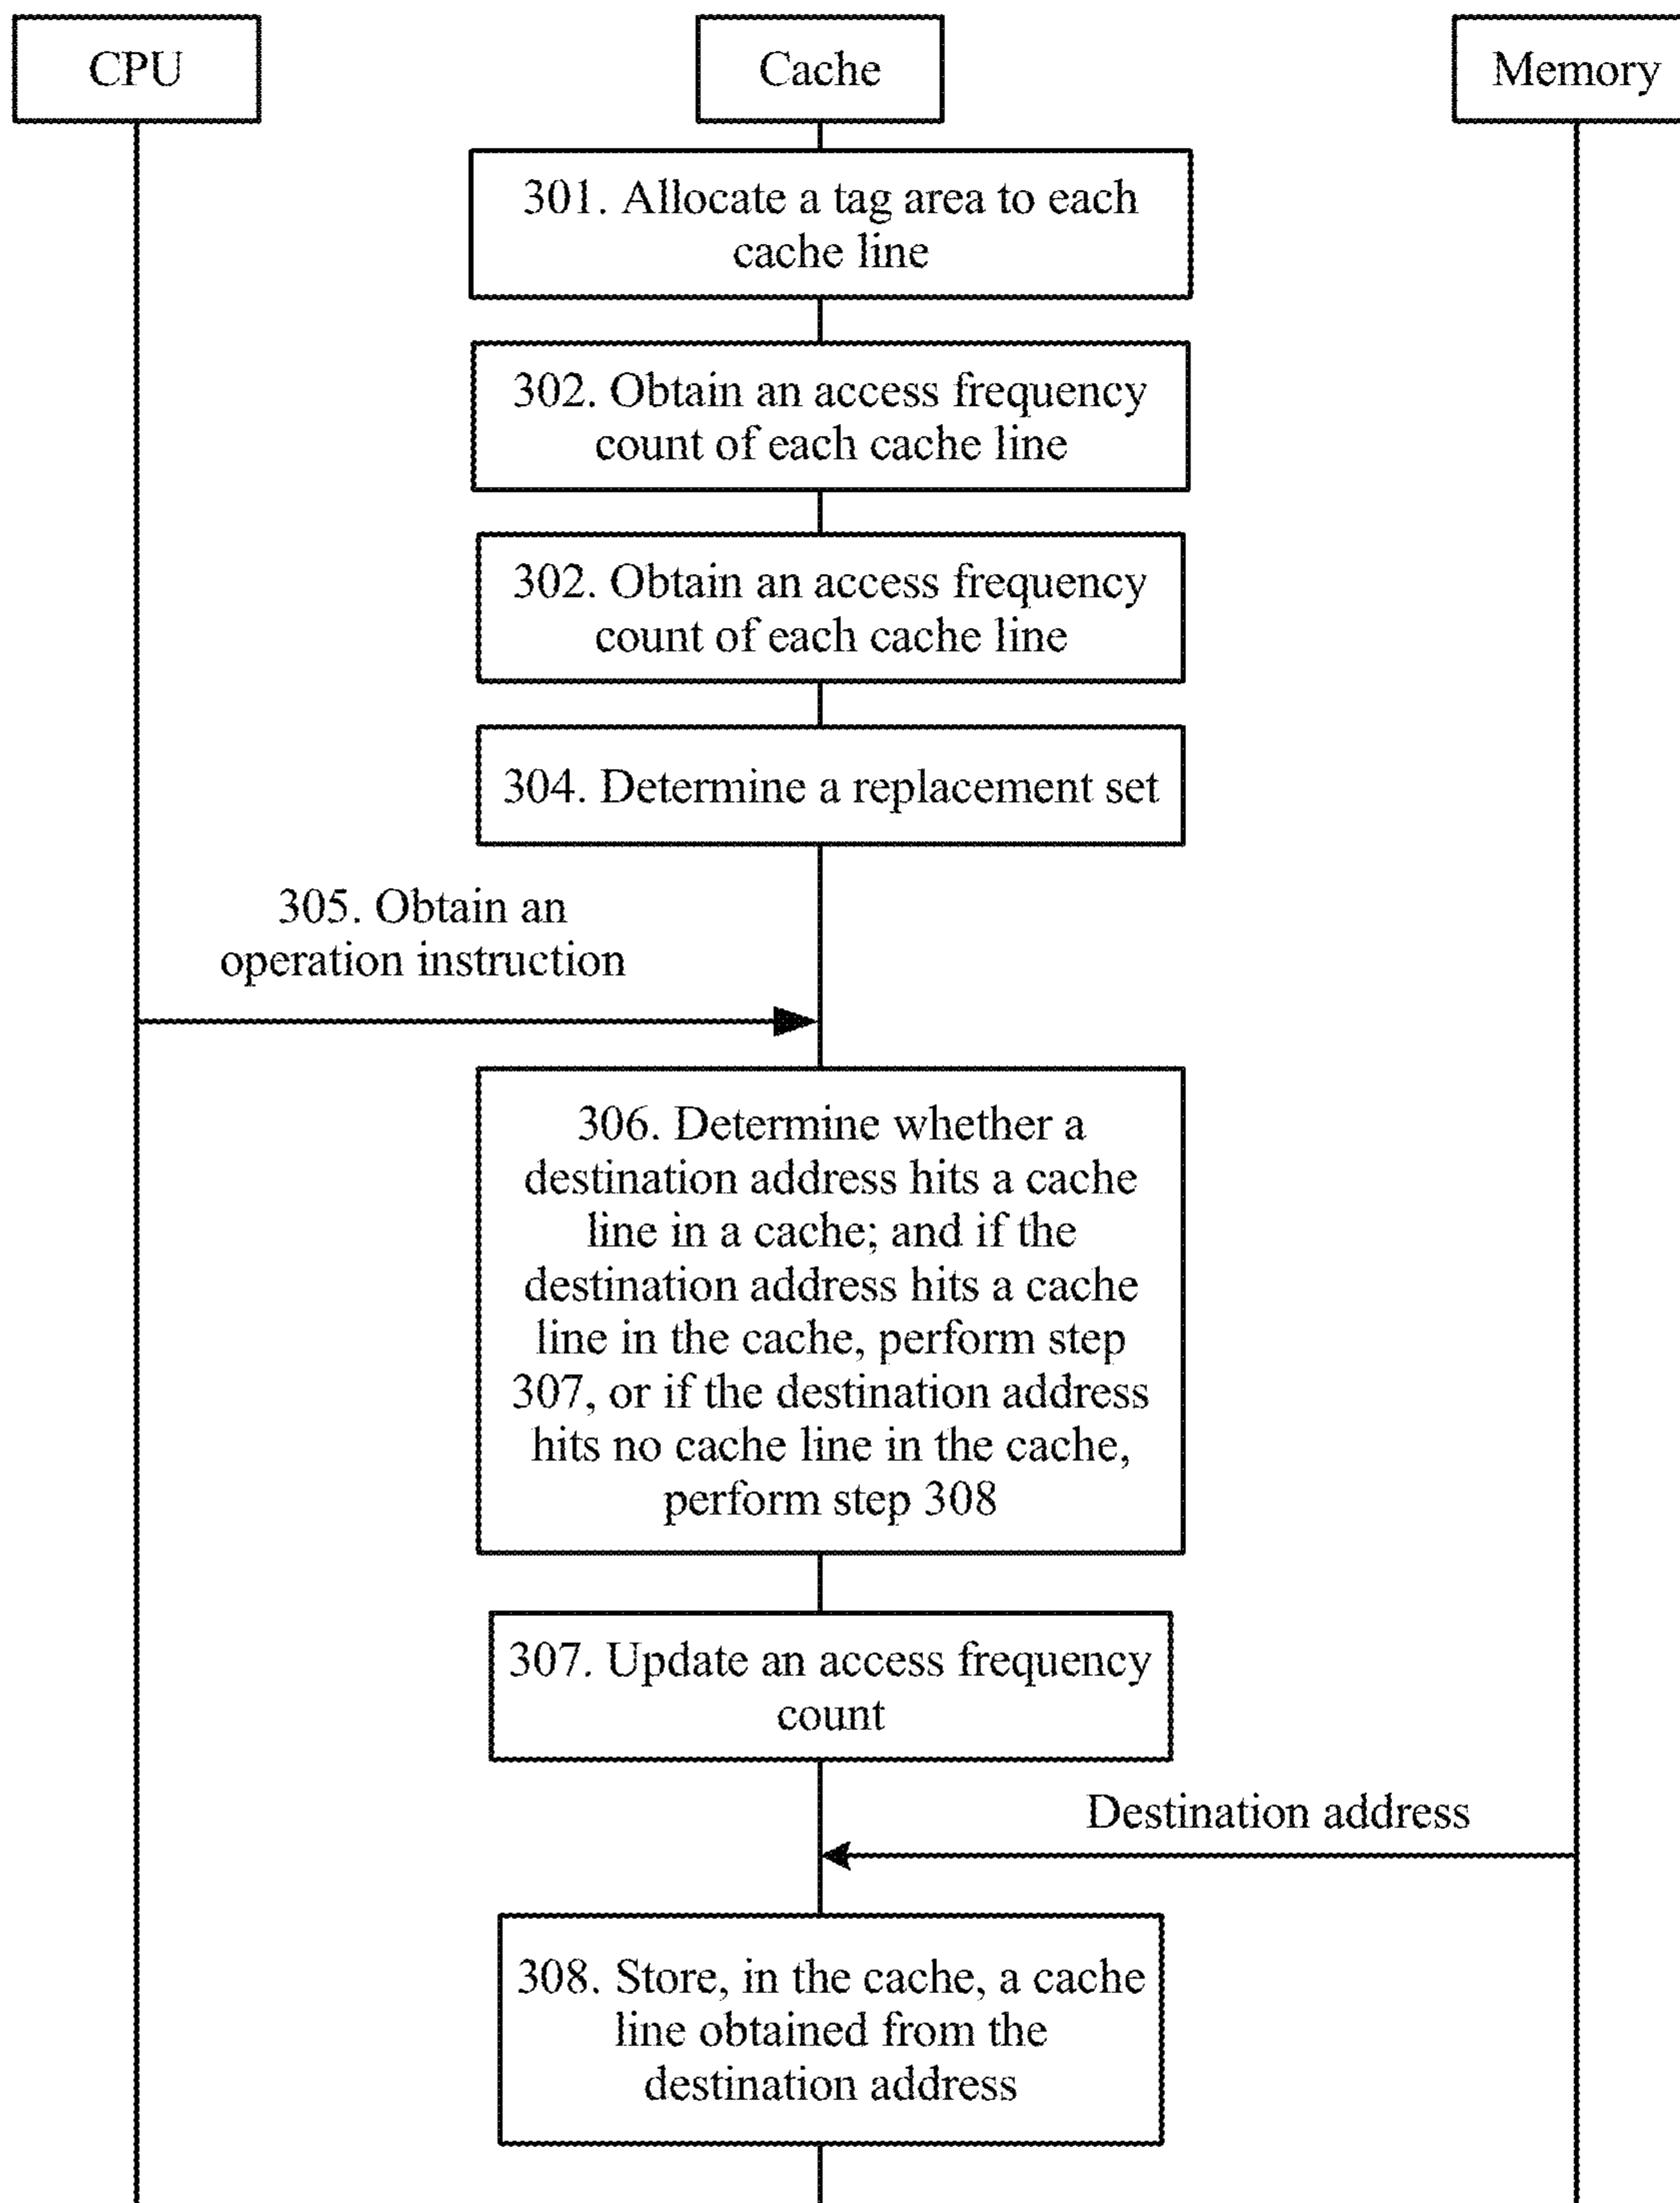 CPU
Cache
Memory
301. Allocate a tag area to each
cache line
302. Obtain an access frequency
count of each cache line
302. Obtain an access frequency
count of each cache line
304. Determine a replacement set
305. Obtain an
operation instruction
306. Determine whether a
destination address hits a cache
line in a cache; and if the
destination address hits a cache
line in the cache, perform step
307, or if the destination address
hits no cache line in the cache,
perform step 308
307. Update an access frequency
count
Destination address
308. Store, in the cache, a cache
line obtained from the
destination address